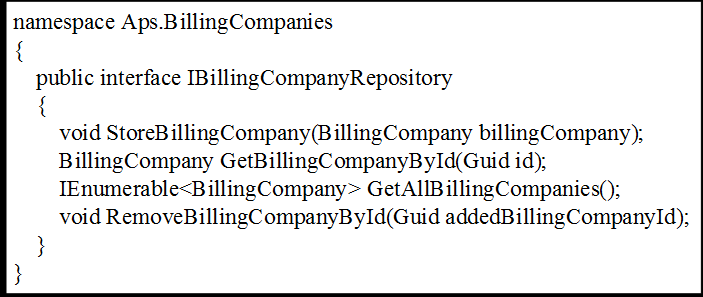 namespace Aps.BillingCompanies
{
public interface IBillingCompanyRepository
{
void StoreBillingCompany(BillingCompany billingCompany);
BillingCompany GetBillingCompanyById(Guid id);
IEnumerable<BillingCompany> GetAllBillingCompanies();
void RemoveBillingCompanyById(Guid addedBillingCompanyId);
}
}